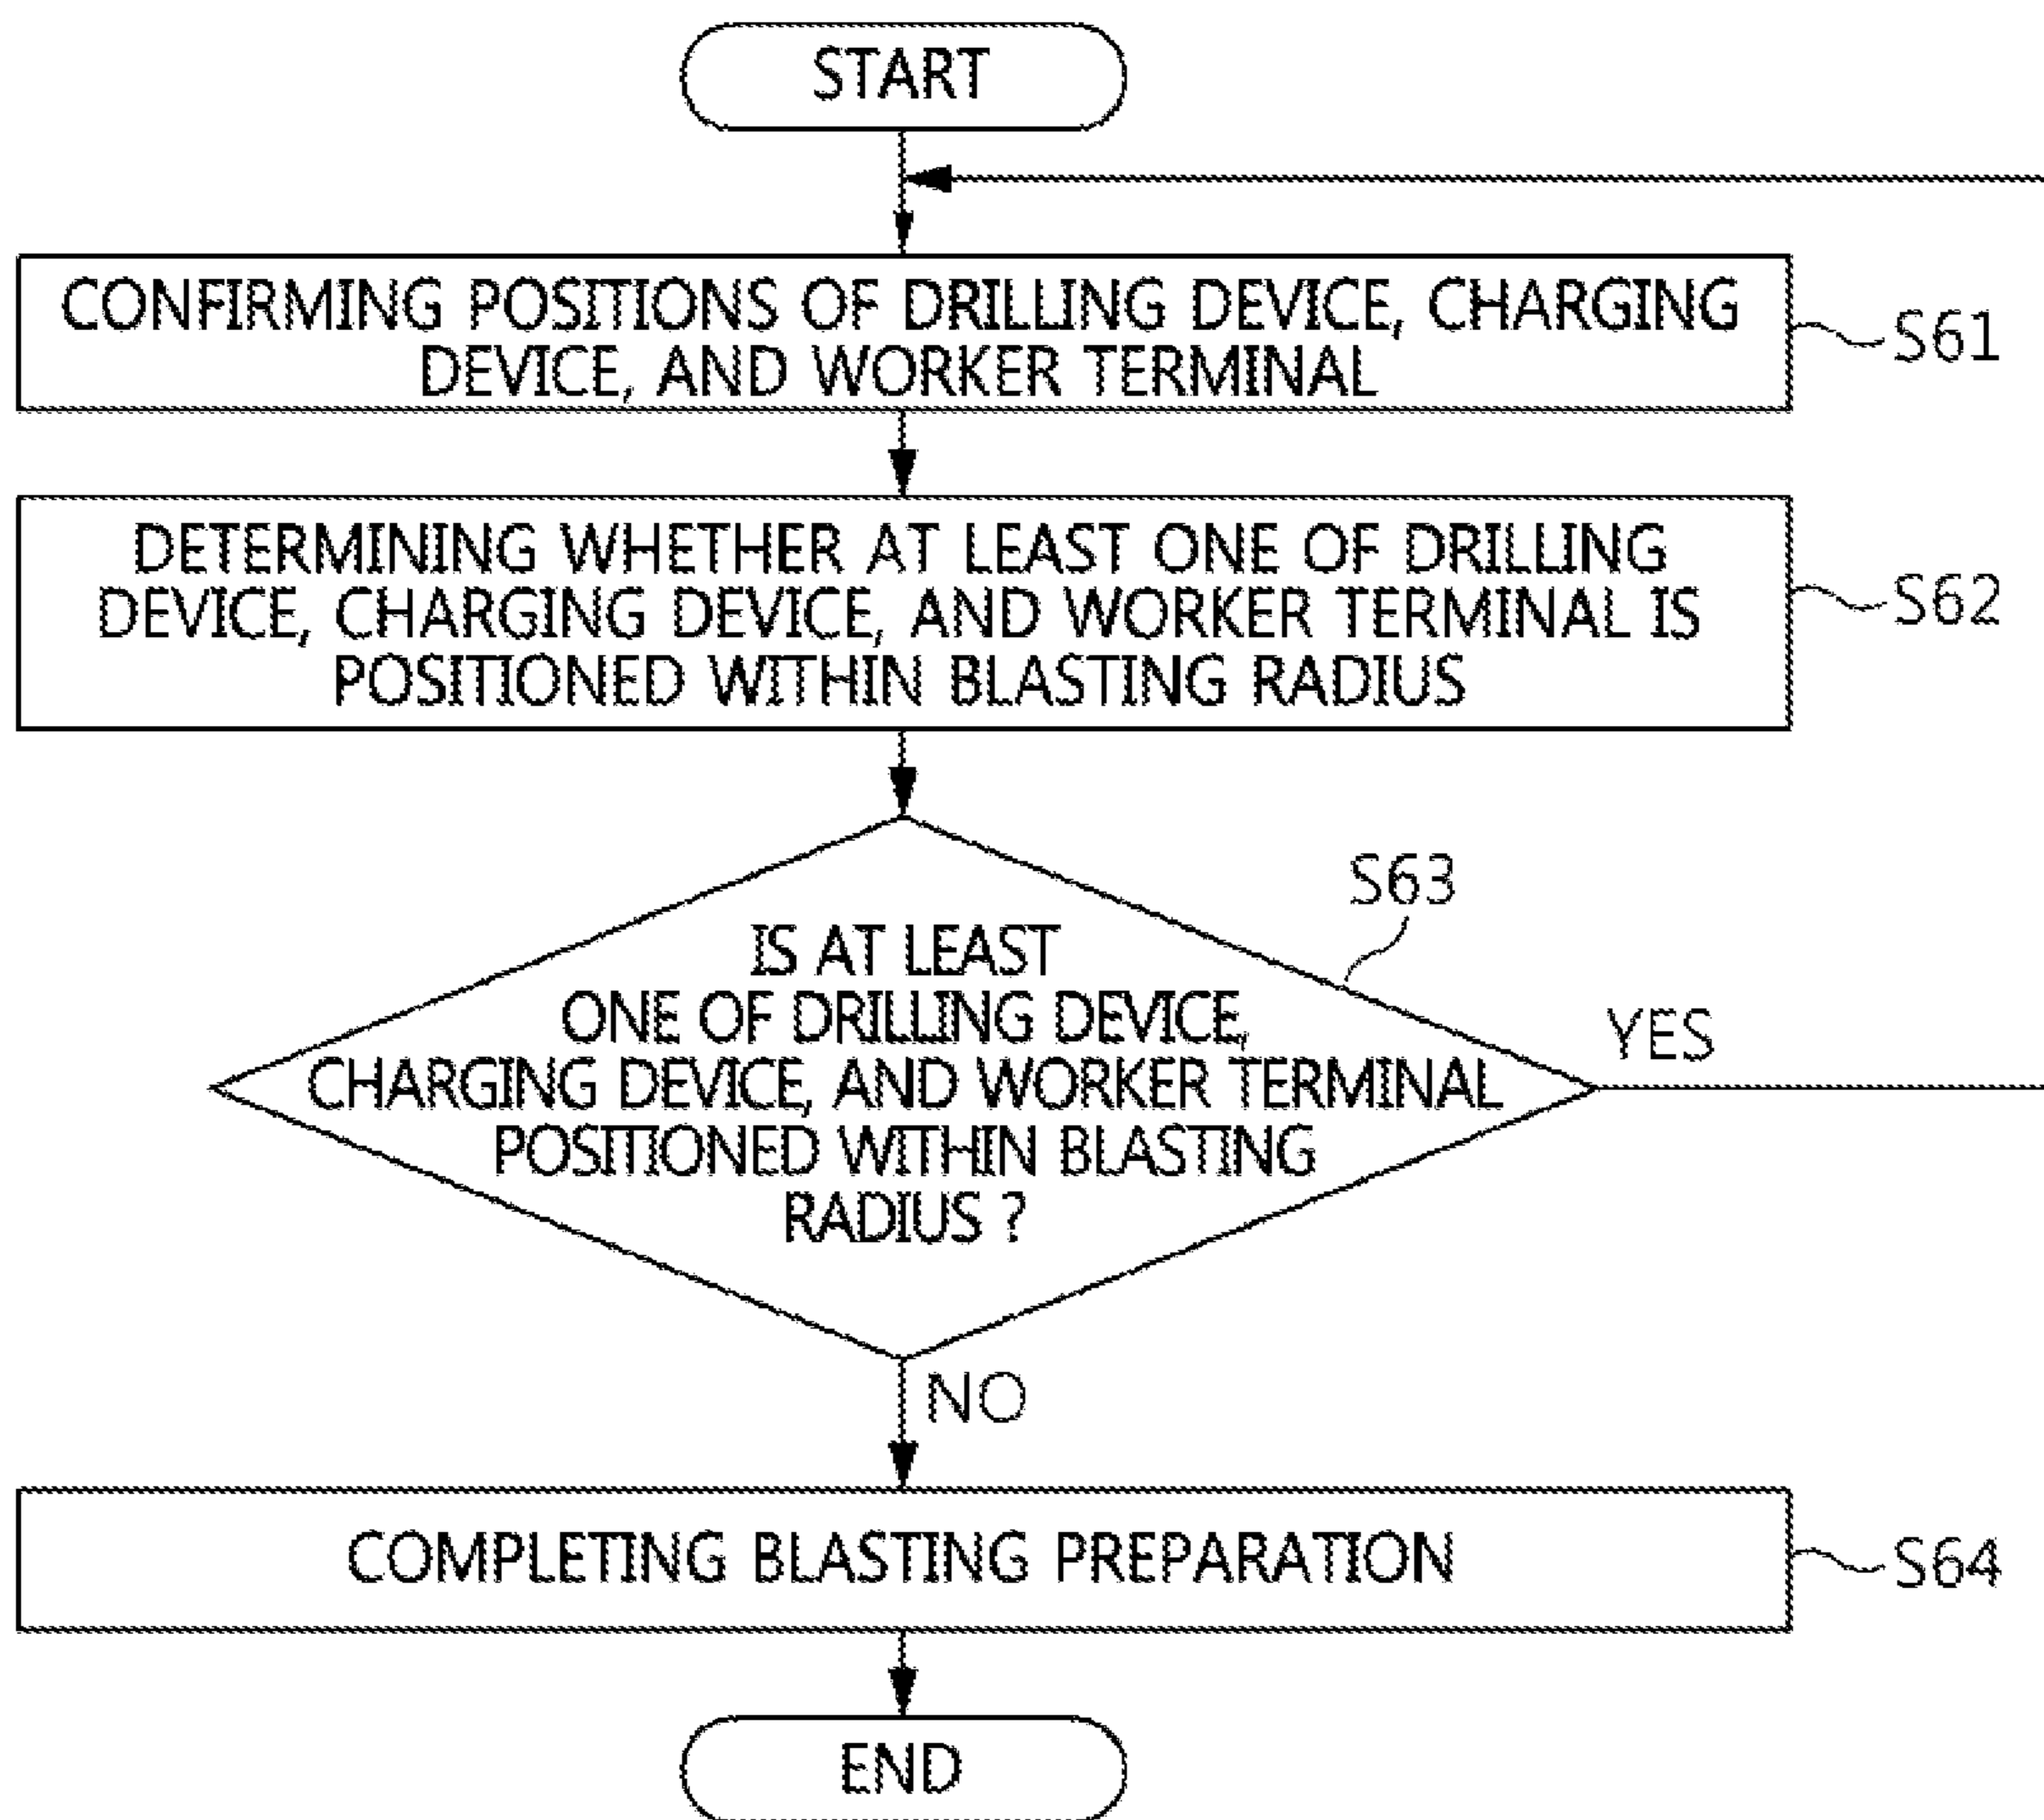 START
CONFIRMING POSITIONS OF DRILLING DEVICE, CHARGING
DEVICE, AND WORKER TERMINAL
S61
DETERMINING WHETHER AT LEAST ONE OF DRILLING
DEVICE, CHARGING DEVICE, AND WORKER TERMINAL IS
POSITIONED WITHIN BLASTING RADIUS
S62
S63
IS AT LEAST
ONE OF DRILLING DEVICE,
CHARGING DEVICE, AND WORKER TERMINAL
POSITIONED WITHIN BLASTING
RADIUS ?
YES
NO
COMPLETING BLASTING PREPARATION
S64
END